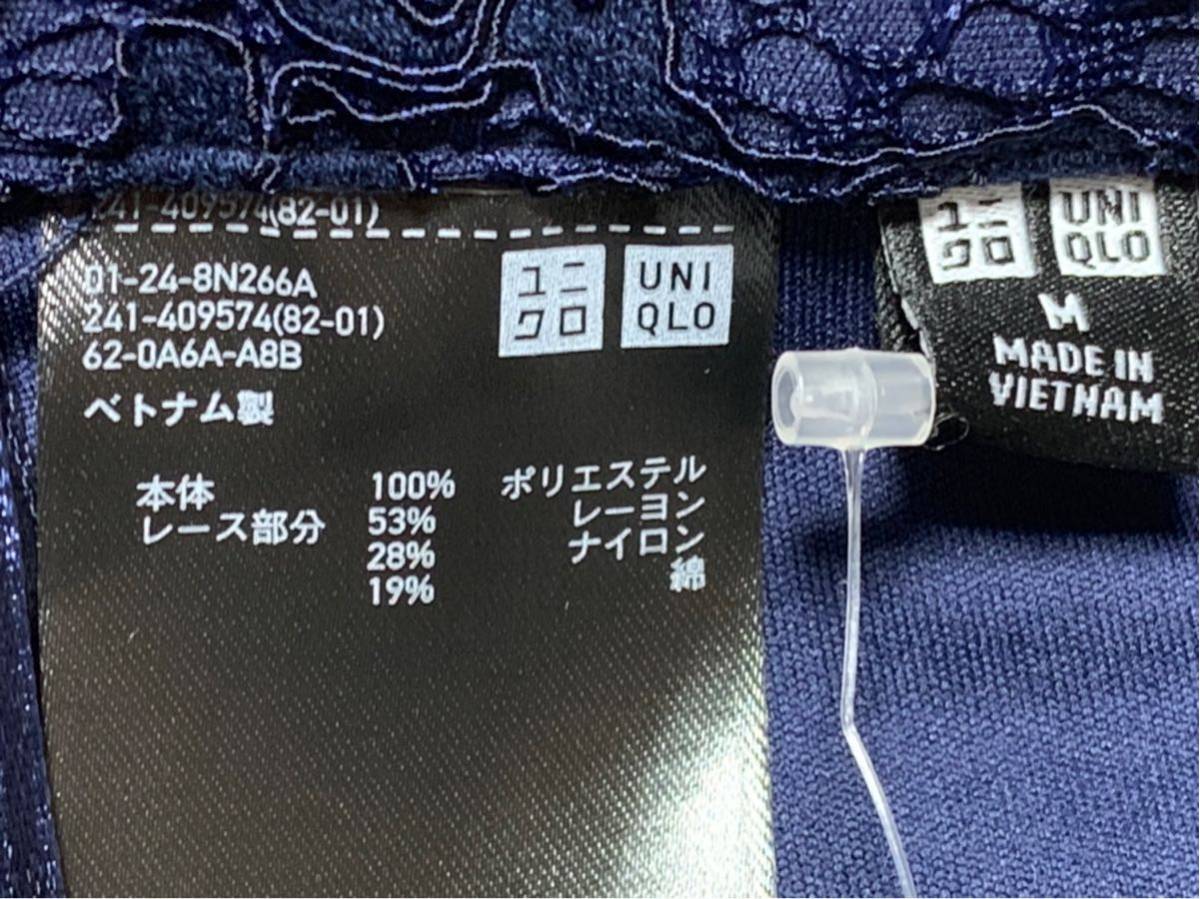 241-409574(82-01)
01-24-8N266A
241-409574(82-01)
62-0A6A-A8B
ベトナム製
ユニ
クロ
UNI
QLO
本体 100% ポリエステル
レース部分 53% レーヨン
28% ナイロン
19% 綿
ユニ
クロ
UNI
QLO
M
MADE IN
VIETNAM